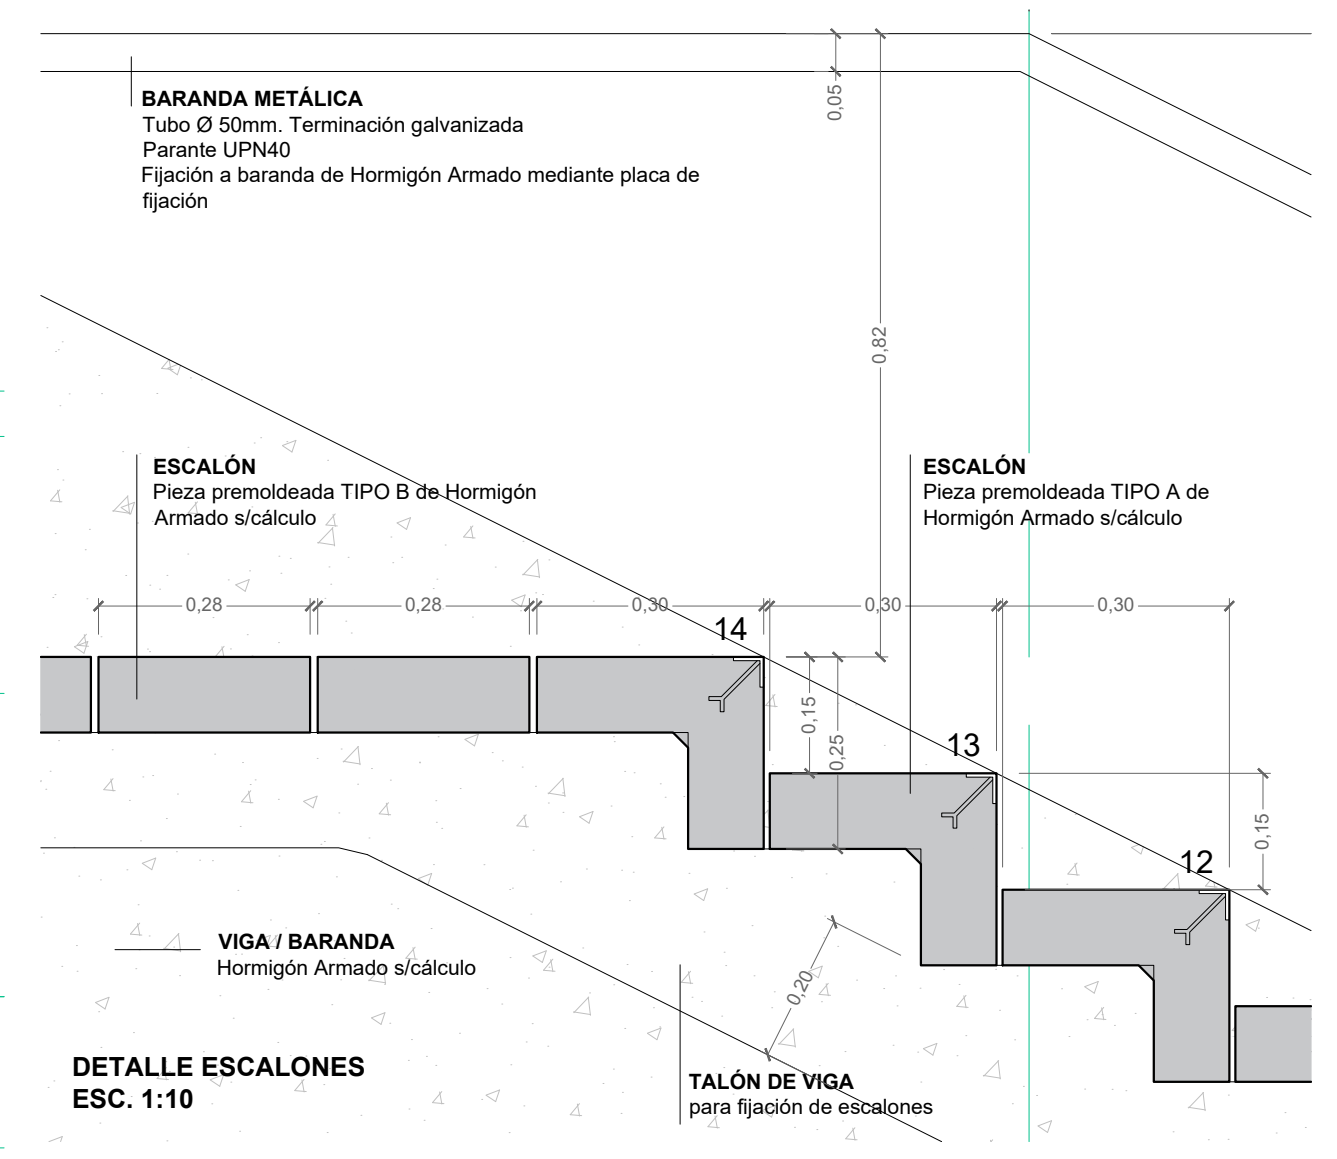 0,05
BARANDA METÁLICA
Tubo Ø 50mm. Terminación galvanizada
Parante UPN40
Fijación a baranda de Hormigón Armado mediante placa de
fijación
0,82
ESCALÓN
Pieza premoldeada TIPO B de Hormigón
Armado s/cálculo
ESCALÓN
Pieza premoldeada TIPO A de
Hormigón Armado s/cálculo
0,28
0,28
0,30
0,30
0,30
14
0,15
0,25
13
0,15
12
VIGA / BARANDA
Hormigón Armado s/cálculo
0,20
DETALLE ESCALONES
ESC. 1:10
TALÓN DE VIGA
para fijación de escalones